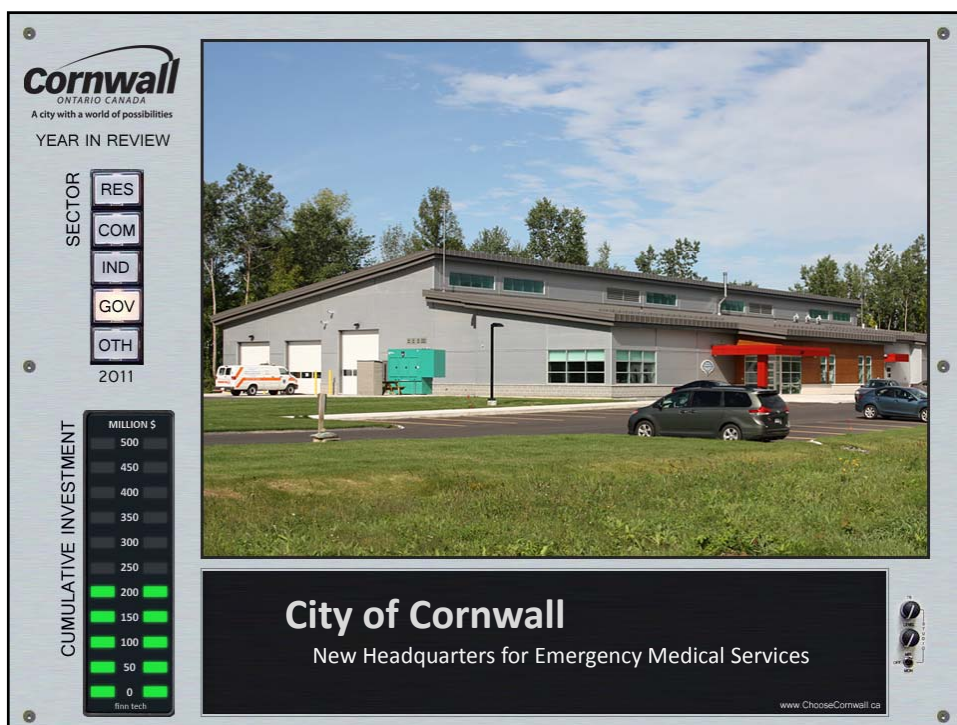 Cornwall
ONTARIO CANADA
A city with a world of possibilities
YEAR IN REVIEW
SECTOR
RES
COM
IND
GOV
OTH
2011
CUMULATIVE INVESTMENT
MILLION $
500
450
400
350
300
250
200
150
100
50
0
finn tech
City of Cornwall
New Headquarters for Emergency Medical Services
www.ChooseCornwall.ca
LEVEL